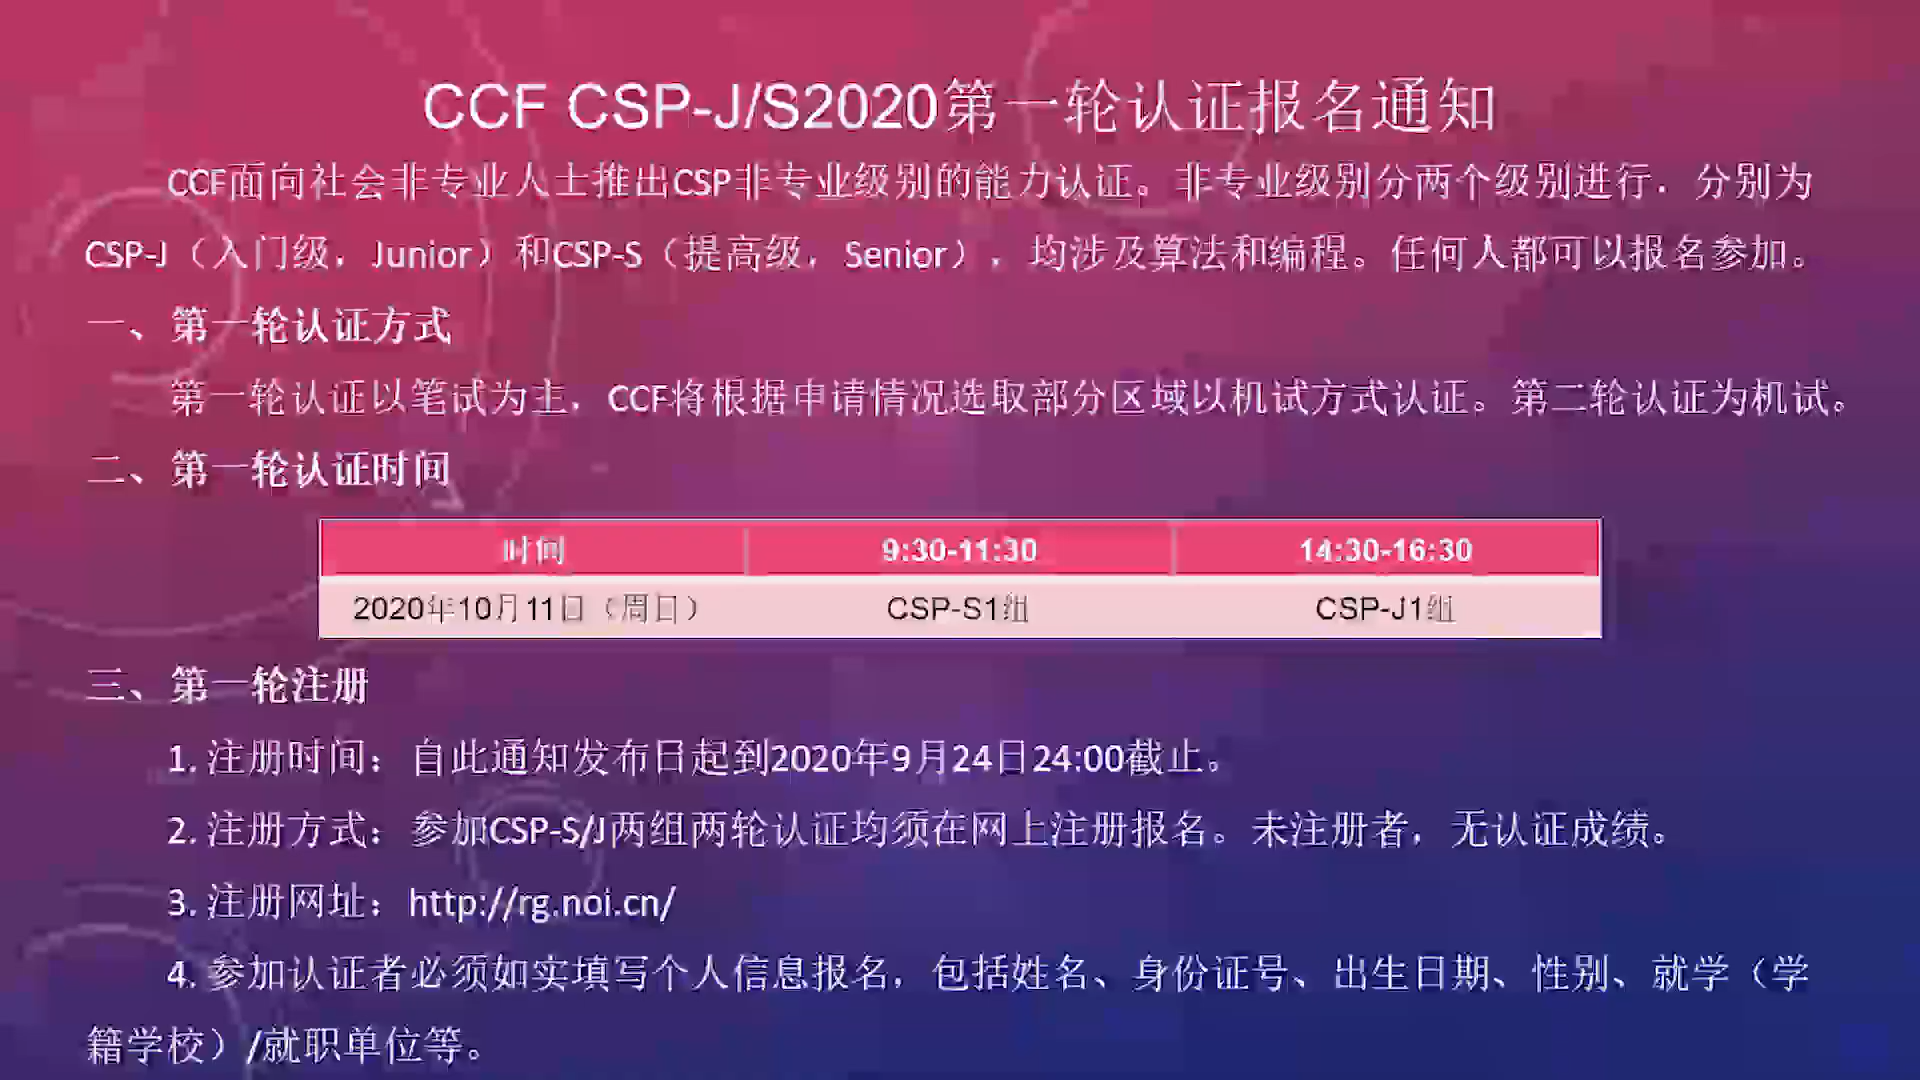 CCF CSP-J/S2020第一轮认证报名通知
CCF面向社会非专业人士推出CSP非专业级别的能力认证。非专业级别分两个级别进行，分别为
CSP-J（入门级，Junior）和CSP-S（提高级，Senior），均涉及算法和编程。任何人都可以报名参加。
一、第一轮认证方式
第一轮认证以笔试为主，CCF将根据申请情况选取部分区域以机试方式认证。第二轮认证为机试。
二、第一轮认证时间
时间 9:30-11:30 14:30-16:30
2020年10月11日（周日） CSP-S1组 CSP-J1组
三、第一轮注册
1. 注册时间：自此通知发布日起到2020年9月24日24:00截止。
2. 注册方式：参加CSP-S/J两组两轮认证均须在网上注册报名。未注册者，无认证成绩。
3. 注册网址：http://rg.noi.cn/
4. 参加认证者必须如实填写个人信息报名，包括姓名、身份证号、出生日期、性别、就学（学
籍学校）/就职单位等。